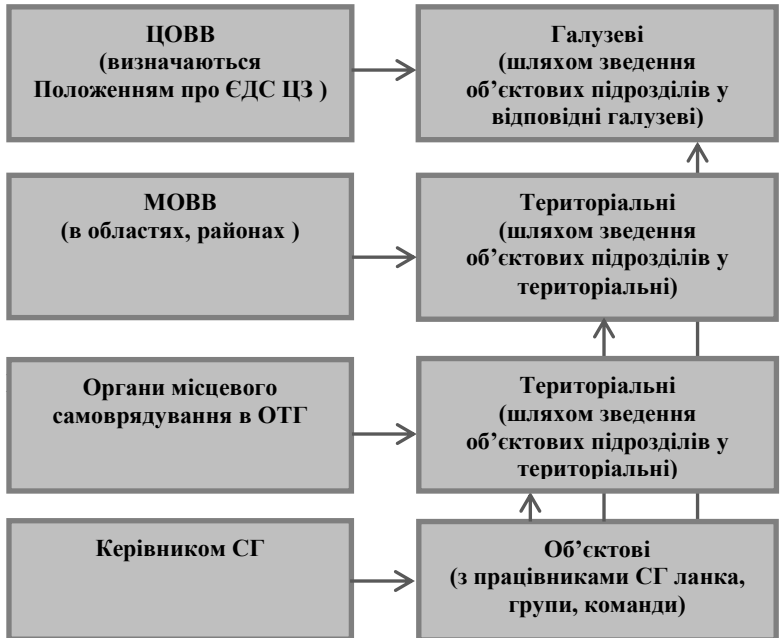 ЦОВВ
(визначаються
Положенням про ЄДС ЦЗ )
Галузеві
(шляхом зведення
об’єктових підрозділів у
відповідні галузеві)
МОВВ
(в областях, районах )
Територіальні
(шляхом зведення
об’єктових підрозділів у
територіальні)
Органи місцевого
самоврядування в ОТГ
Територіальні
(шляхом зведення
об’єктових підрозділів у
територіальні)
Керівником СГ
Об’єктові
(з працівниками СГ ланка,
групи, команди)